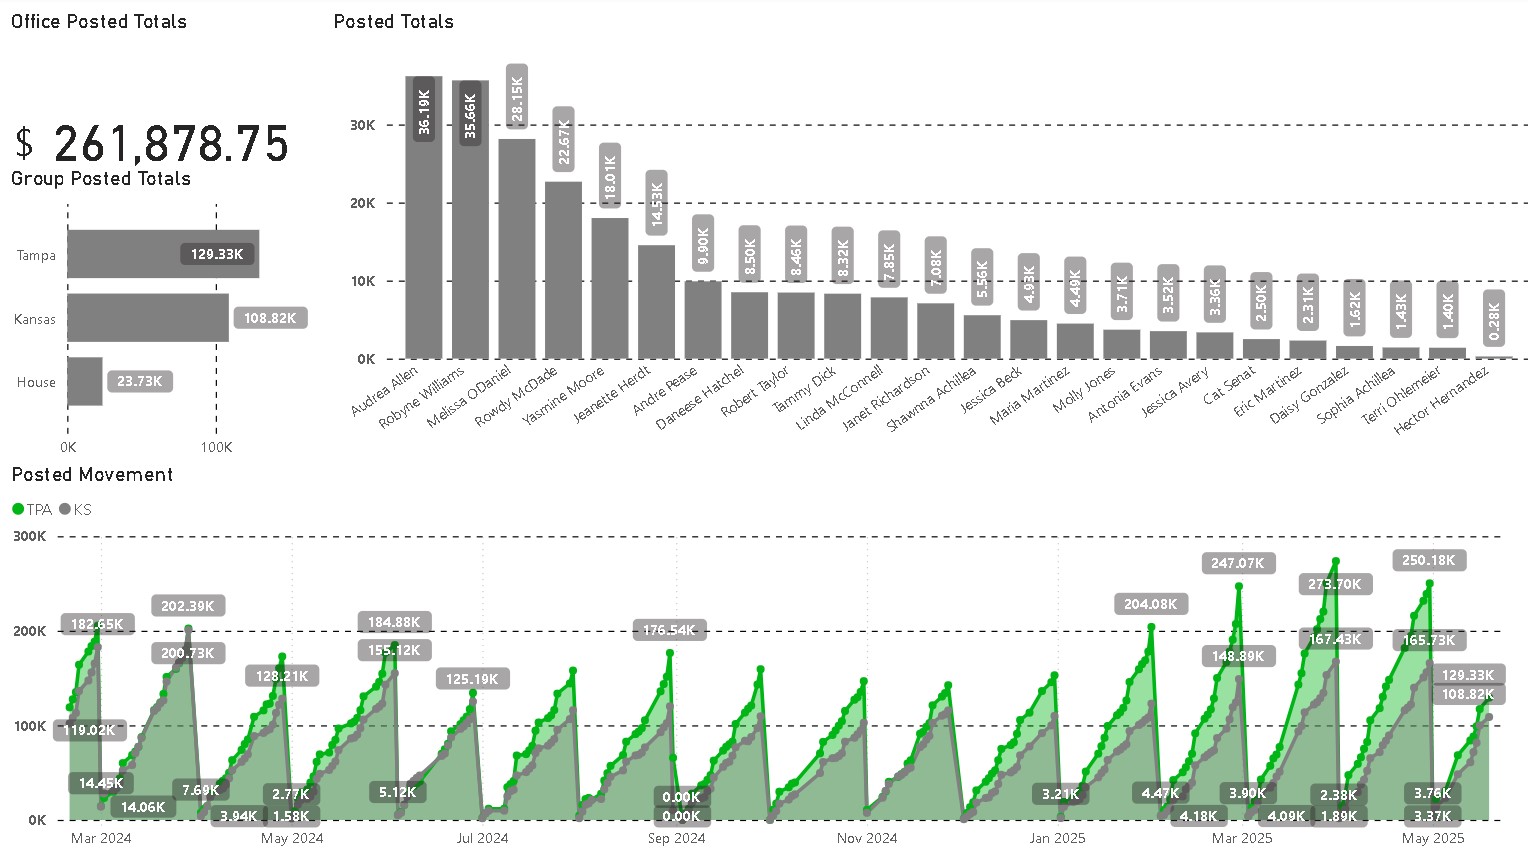 Office Posted Totals
$ 261,878.75
Group Posted Totals
Tampa 129.33K
Kansas 108.82K
House 23.73K
0K 100K
Posted Totals
30K
20K
10K
0K
36.19K
35.66K
28.15K
22.67K
18.01K
14.53K
9.90K
8.50K
8.46K
8.32K
7.85K
7.08K
5.56K
4.93K
4.49K
3.71K
3.52K
3.36K
2.50K
2.31K
1.62K
1.43K
1.40K
0.28K
Audrea Allen
Robyne Williams
Melissa ODaniel
Rowdy McDade
Yasmine Moore
Jeanette Herdt
Andre Pease
Daneese Hatchel
Robert Taylor
Tammy Dick
Linda McConnell
Janet Richardson
Shawnna Achillea
Jessica Beck
Maria Martinez
Molly Jones
Antonia Evans
Jessica Avery
Cat Senat
Eric Martinez
Daisy Gonzalez
Sophia Achillea
Terri Ohlemeier
Hector Hernandez
Posted Movement
TPA KS
300K
200K
100K
0K
182.65K
119.02K
14.45K
14.06K
202.39K
200.73K
7.69K
3.94K
128.21K
2.77K
1.58K
184.88K
155.12K
5.12K
125.19K
176.54K
0.00K
0.00K
3.21K
204.08K
4.47K
4.18K
247.07K
148.89K
3.90K
4.09K
273.70K
167.43K
2.38K
1.89K
250.18K
165.73K
3.76K
3.37K
129.33K
108.82K
Mar 2024 May 2024 Jul 2024 Sep 2024 Nov 2024 Jan 2025 Mar 2025 May 2025